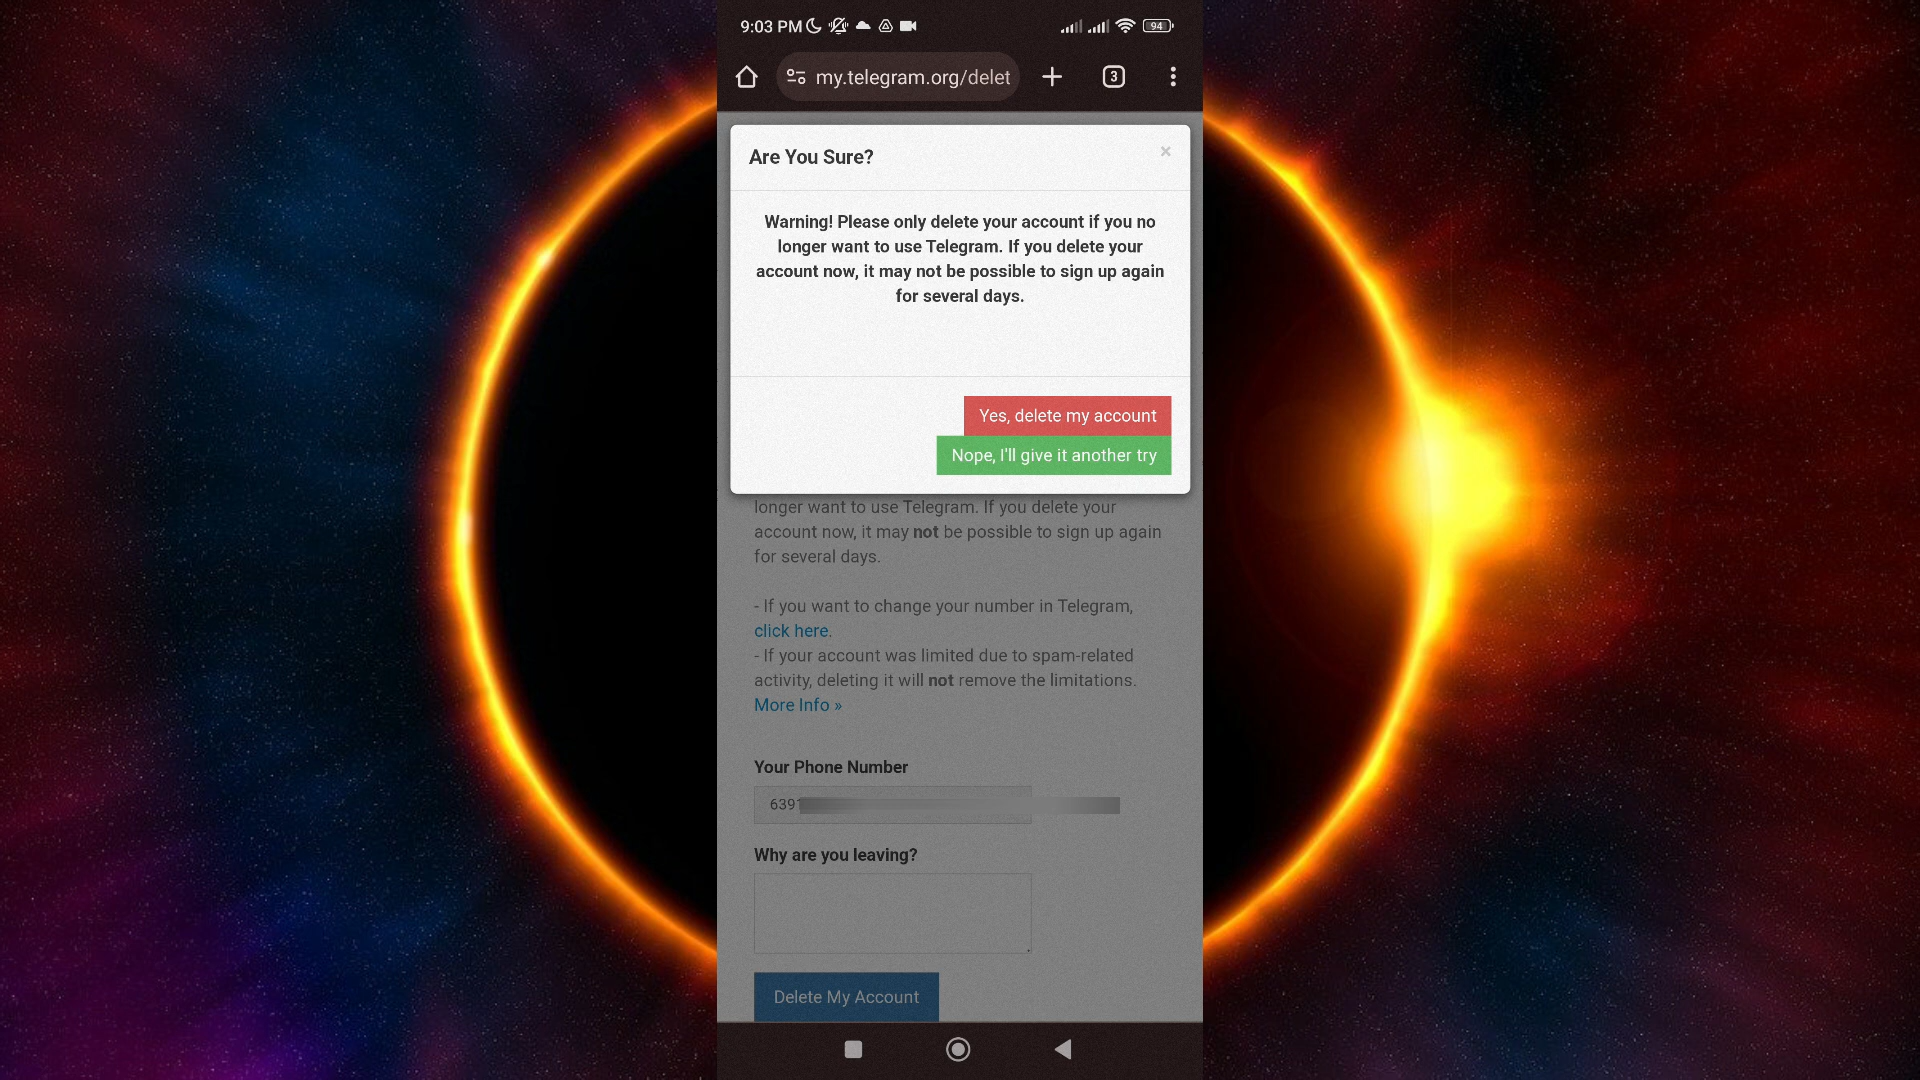 9:03 PM
94
my.telegram.org/delet
3
Are You Sure?
×
Warning! Please only delete your account if you no
longer want to use Telegram. If you delete your
account now, it may not be possible to sign up again
for several days.
Yes, delete my account
Nope, I'll give it another try
longer want to use Telegram. If you delete your
account now, it may not be possible to sign up again
for several days.
- If you want to change your number in Telegram,
click here.
- If your account was limited due to spam-related
activity, deleting it will not remove the limitations.
More Info »
Your Phone Number
639
Why are you leaving?
Delete My Account